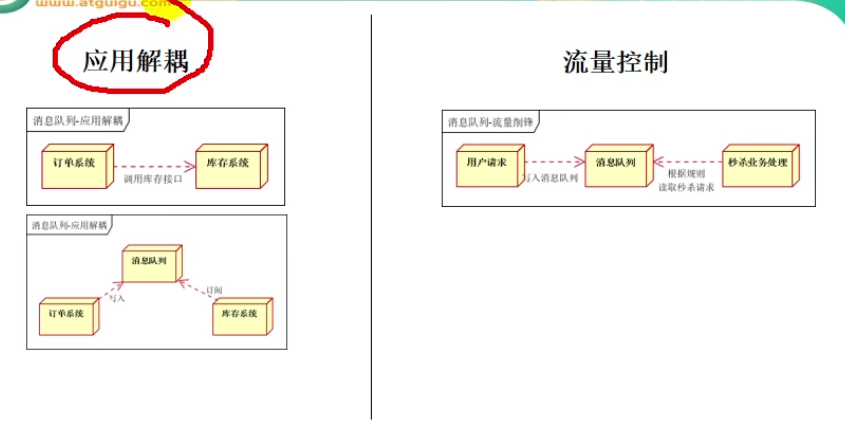 www.atguigu.com
应用解耦
消息队列-应用解耦
订单系统
库存系统
调用库存接口
消息队列-应用解耦
消息队列
写入
订阅
订单系统
库存系统
流量控制
消息队列-流量削锋
用户请求
消息队列
秒杀业务处理
写入消息队列
根据规则
读取秒杀请求